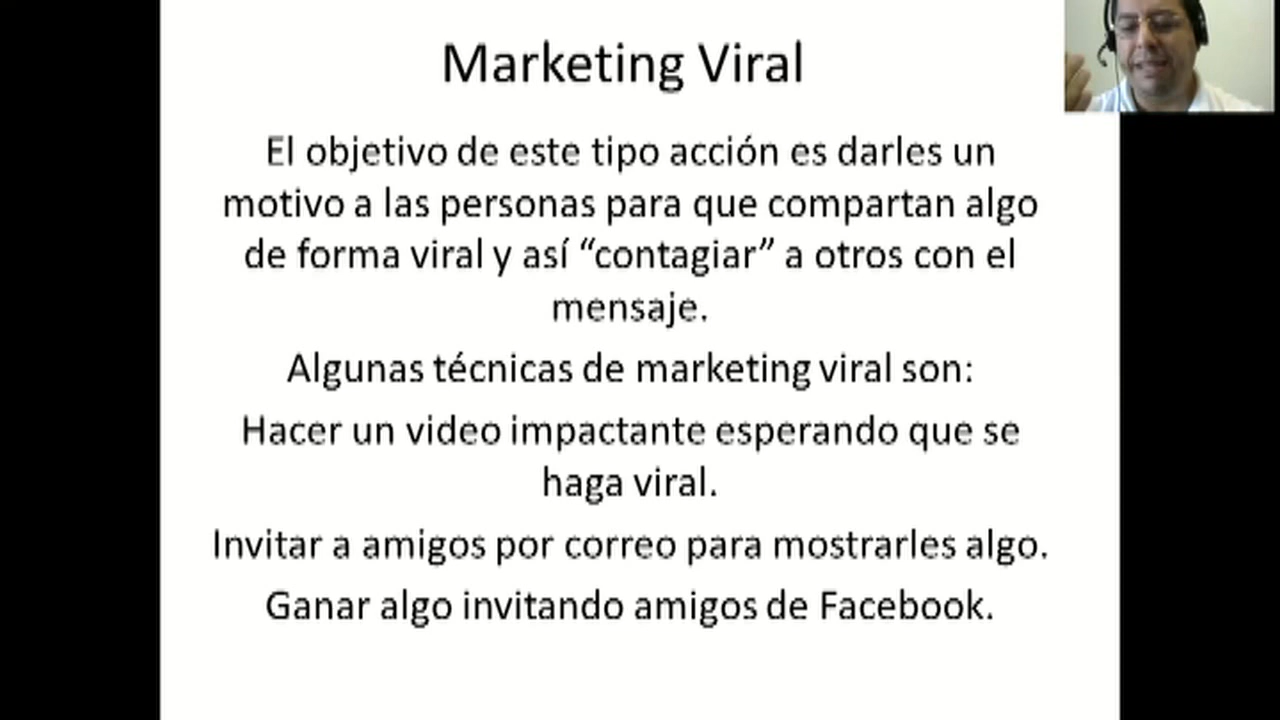 Marketing Viral
El objetivo de este tipo acción es darles un
motivo a las personas para que compartan algo
de forma viral y así “contagiar” a otros con el
mensaje.
Algunas técnicas de marketing viral son:
Hacer un video impactante esperando que se
haga viral.
Invitar a amigos por correo para mostrarles algo.
Ganar algo invitando amigos de Facebook.